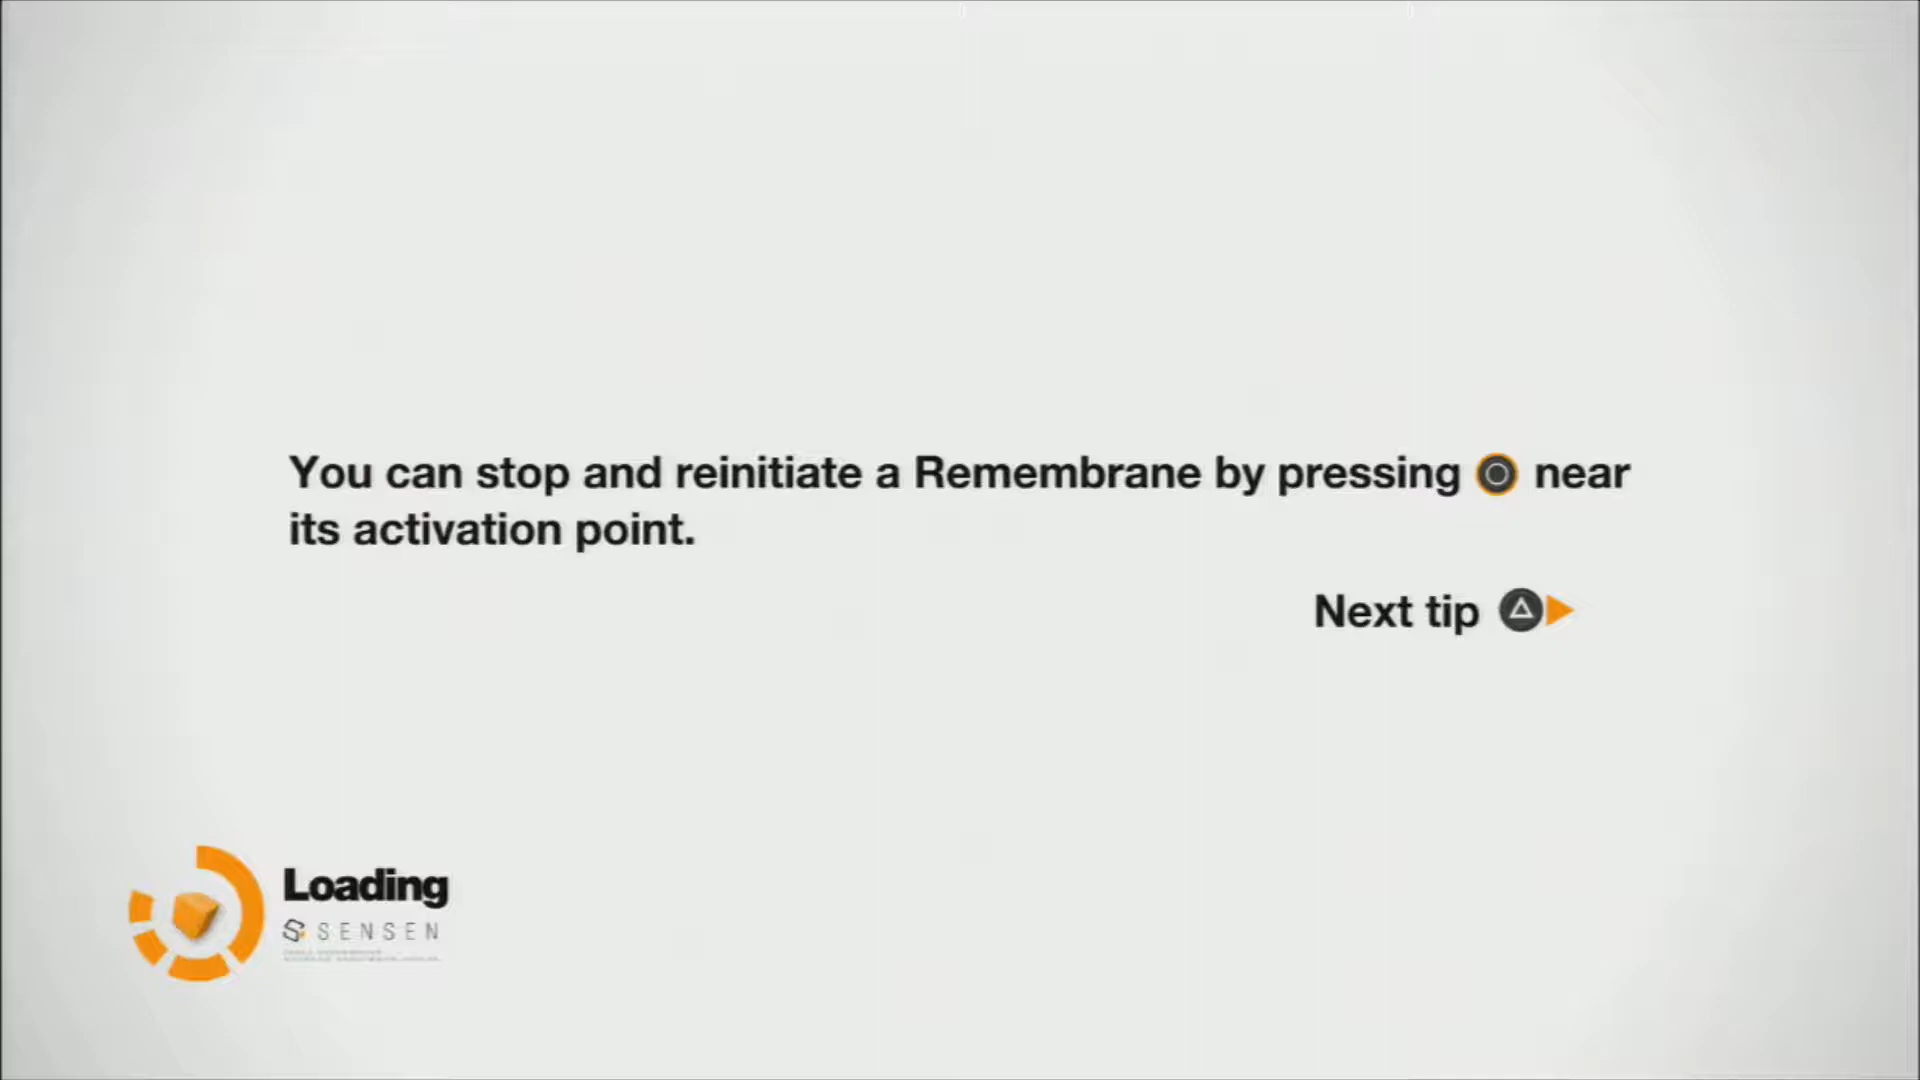 You can stop and reinitiate a Remembrane by pressing near
its activation point.
Next tip
Loading
SENSEN